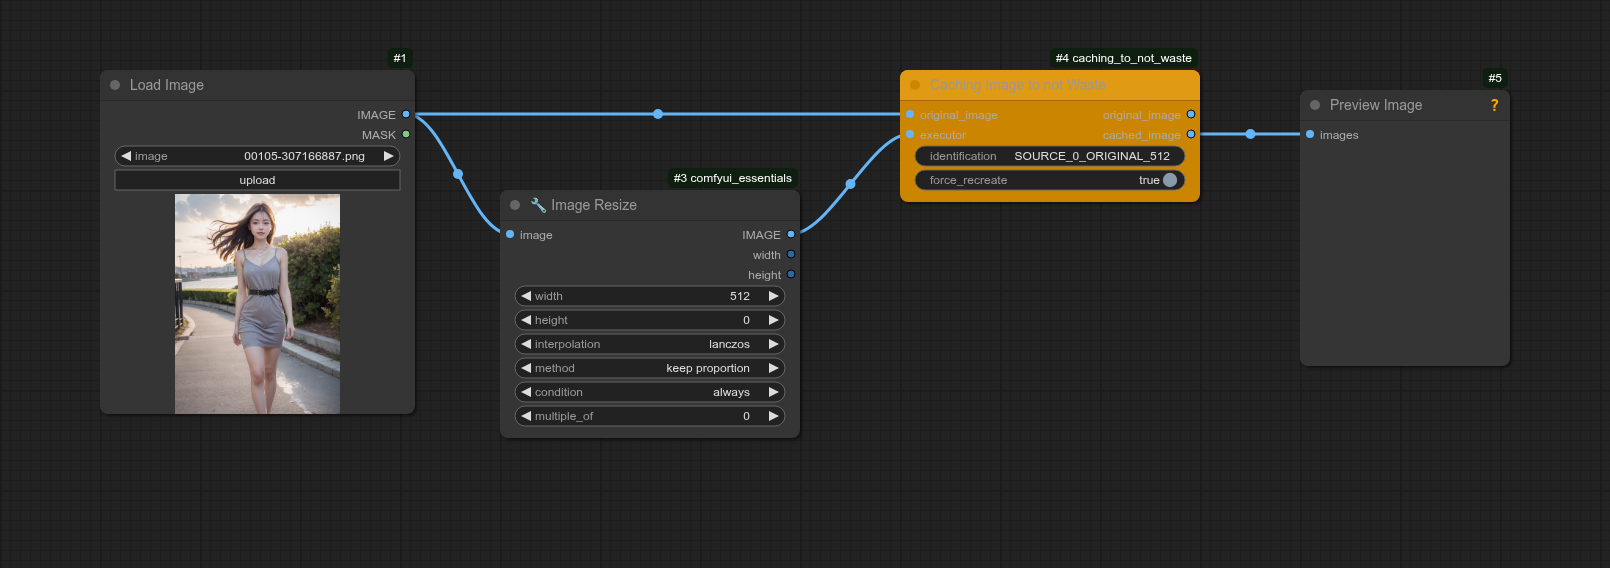 #1
Load Image
IMAGE
MASK
image 00105-307166887.png
upload
#3 comfyui_essentials
Image Resize
image IMAGE
width
height
width 512
height 0
interpolation lanczos
method keep proportion
condition always
multiple_of 0
#4 caching_to_not_waste
Caching Image to not Waste
original_image original_image
executor cached_image
identification SOURCE_0_ORIGINAL_512
force_recreate true
#5
Preview Image ?
images